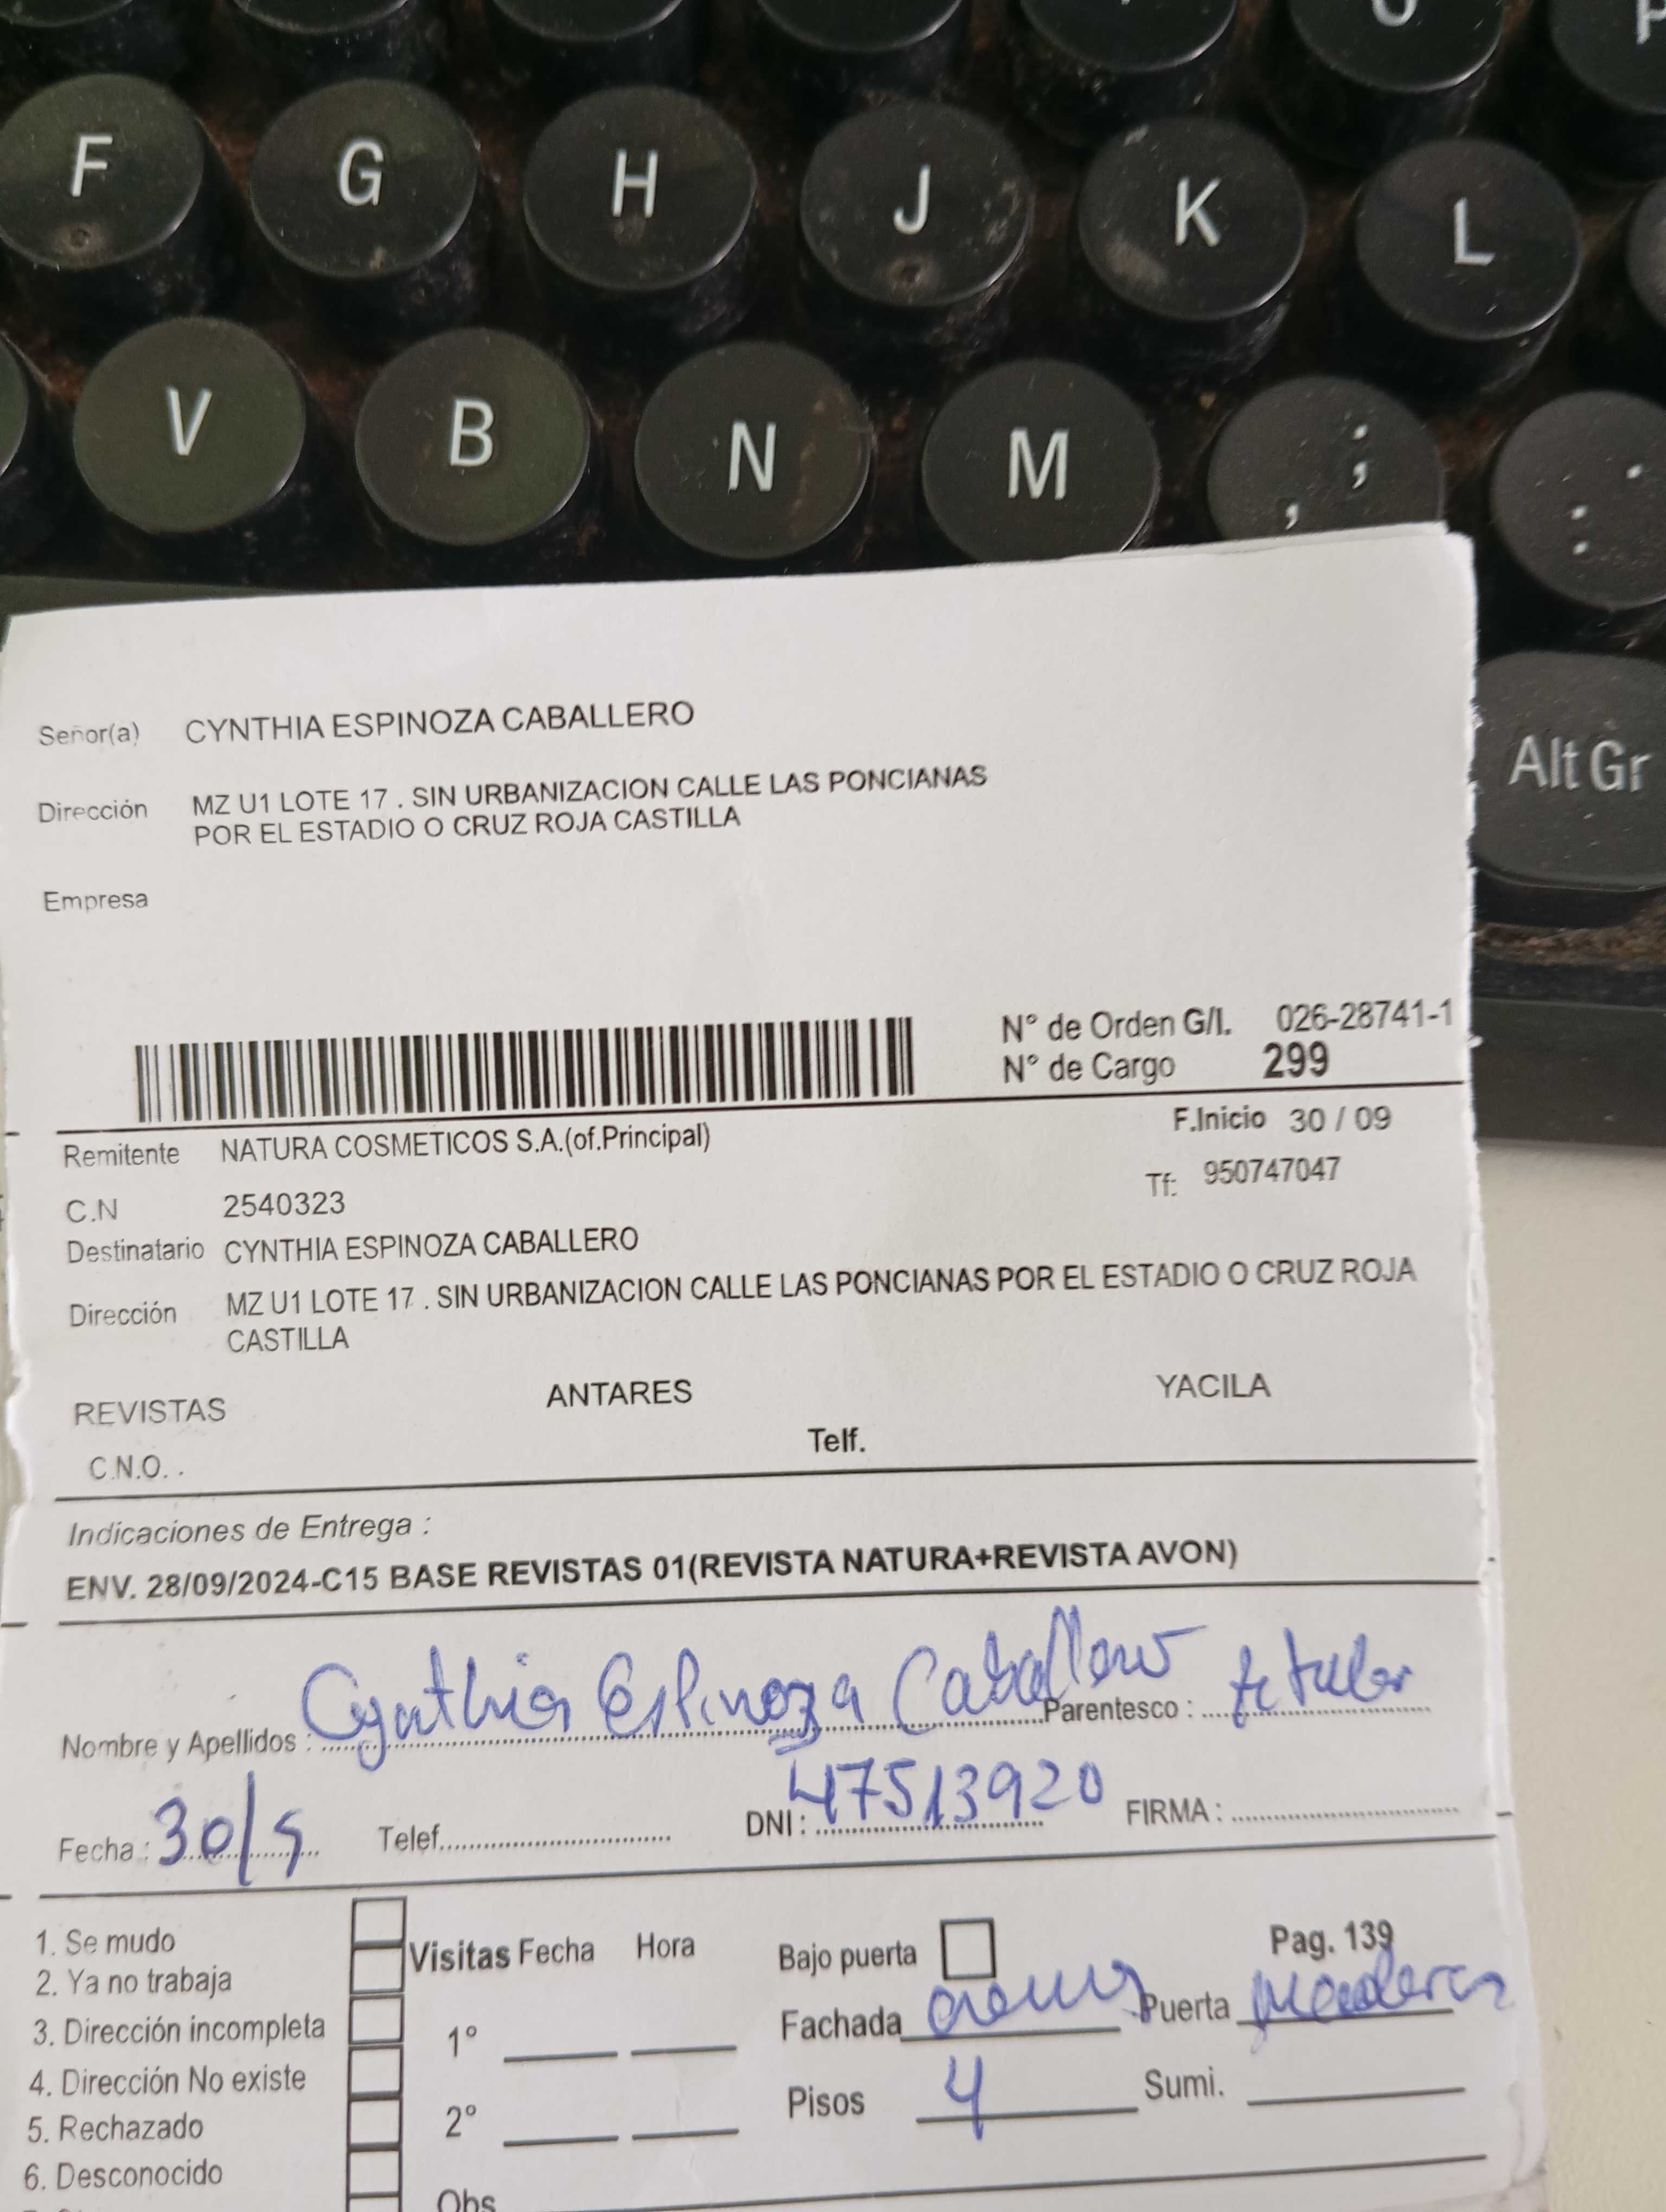 F G H J K L
V B N M ; , . :
Alt Gr
Señor(a) CYNTHIA ESPINOZA CABALLERO
Dirección MZ U1 LOTE 17 . SIN URBANIZACION CALLE LAS PONCIANAS
POR EL ESTADIO O CRUZ ROJA CASTILLA
Empresa
N° de Orden G/I. 026-28741-1
N° de Cargo 299
F.Inicio 30 / 09
Remitente NATURA COSMETICOS S.A.(of.Principal)
Tf: 950747047
C.N 2540323
Destinatario CYNTHIA ESPINOZA CABALLERO
Dirección MZ U1 LOTE 17 . SIN URBANIZACION CALLE LAS PONCIANAS POR EL ESTADIO O CRUZ ROJA
CASTILLA
REVISTAS ANTARES YACILA
C.N.O. . Telf.
Indicaciones de Entrega :
ENV. 28/09/2024-C15 BASE REVISTAS 01(REVISTA NATURA+REVISTA AVON)
Nombre y Apellidos : Cynthia Espinoza Caballero Parentesco : titular
Fecha : 30/9 Telef. DNI : 47513920 FIRMA :
1. Se mudo
2. Ya no trabaja
3. Dirección incompleta
4. Dirección No existe
5. Rechazado
6. Desconocido
Visitas Fecha Hora
1°
2°
Obs
Bajo puerta Pag. 139
Fachada Puerta madera
Pisos 4 Sumi.